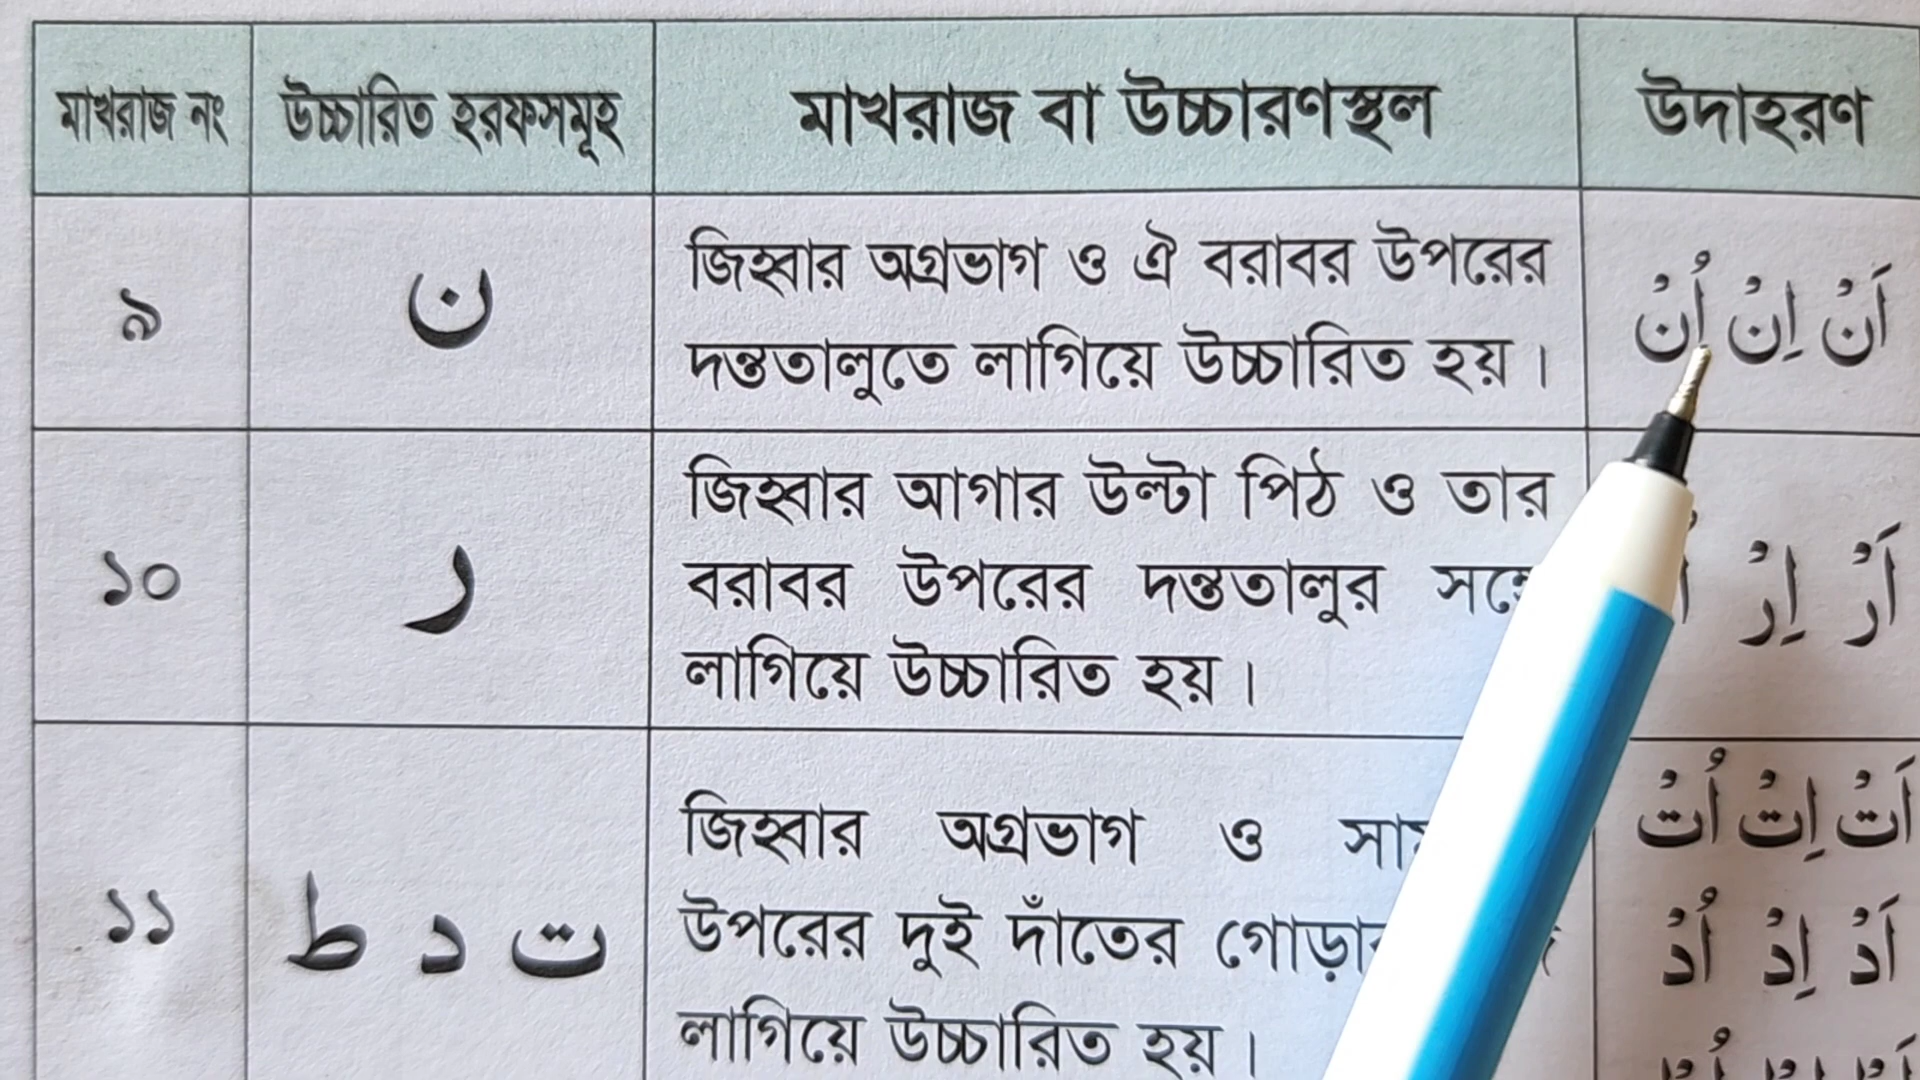 মাখরাজ নং উচ্চারিত হরফসমূহ মাখরাজ বা উচ্চারণস্থল উদাহরণ
৯
ن
জিহ্বার অগ্রভাগ ও ঐ বরাবর উপরের
দন্ততালুতে লাগিয়ে উচ্চারিত হয়।
اَنْ اِنْ اُنْ
১০
ر
জিহ্বার আগার উল্টা পিঠ ও তার
বরাবর উপরের দন্ততালুর
লাগিয়ে উচ্চারিত হয়।
اَرْ اِرْ
১১
ت د ط
জিহ্বার অগ্রভাগ ও
উপরের দুই দাঁতের
লাগিয়ে উচ্চারিত হয়।
اَتْ اِتْ اُتْ
اَدْ اِدْ اُدْ